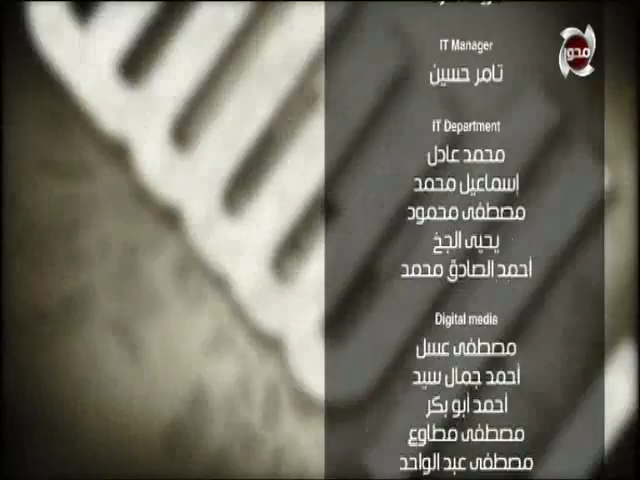 محور
IT Manager
تامر حسين
IT Department
محمد عادل
إسماعيل محمد
مصطفى محمود
يحيى الجخ
أحمد الصادق محمد
Digital media
مصطفى عسل
أحمد جمال سيد
أحمد أبو بكر
مصطفى مطاوع
مصطفى عبد الواحد